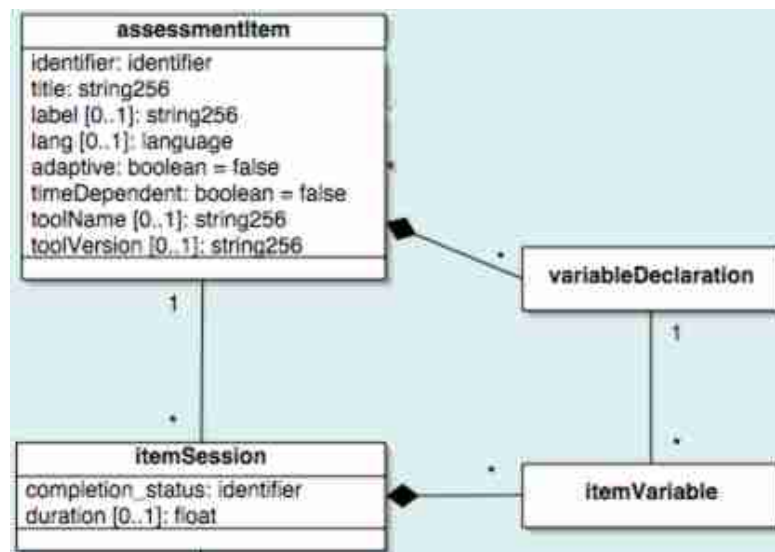 assessmentItem
identifier: identifier
title: string256
label [0..1]: string256
lang [0..1]: language
adaptive: boolean = false
timeDependent: boolean = false
toolName [0..1]: string256
toolVersion [0..1]: string256
*
*
variableDeclaration
1
1
*
*
itemSession
completion_status: identifier
duration [0..1]: float
*
itemVariable